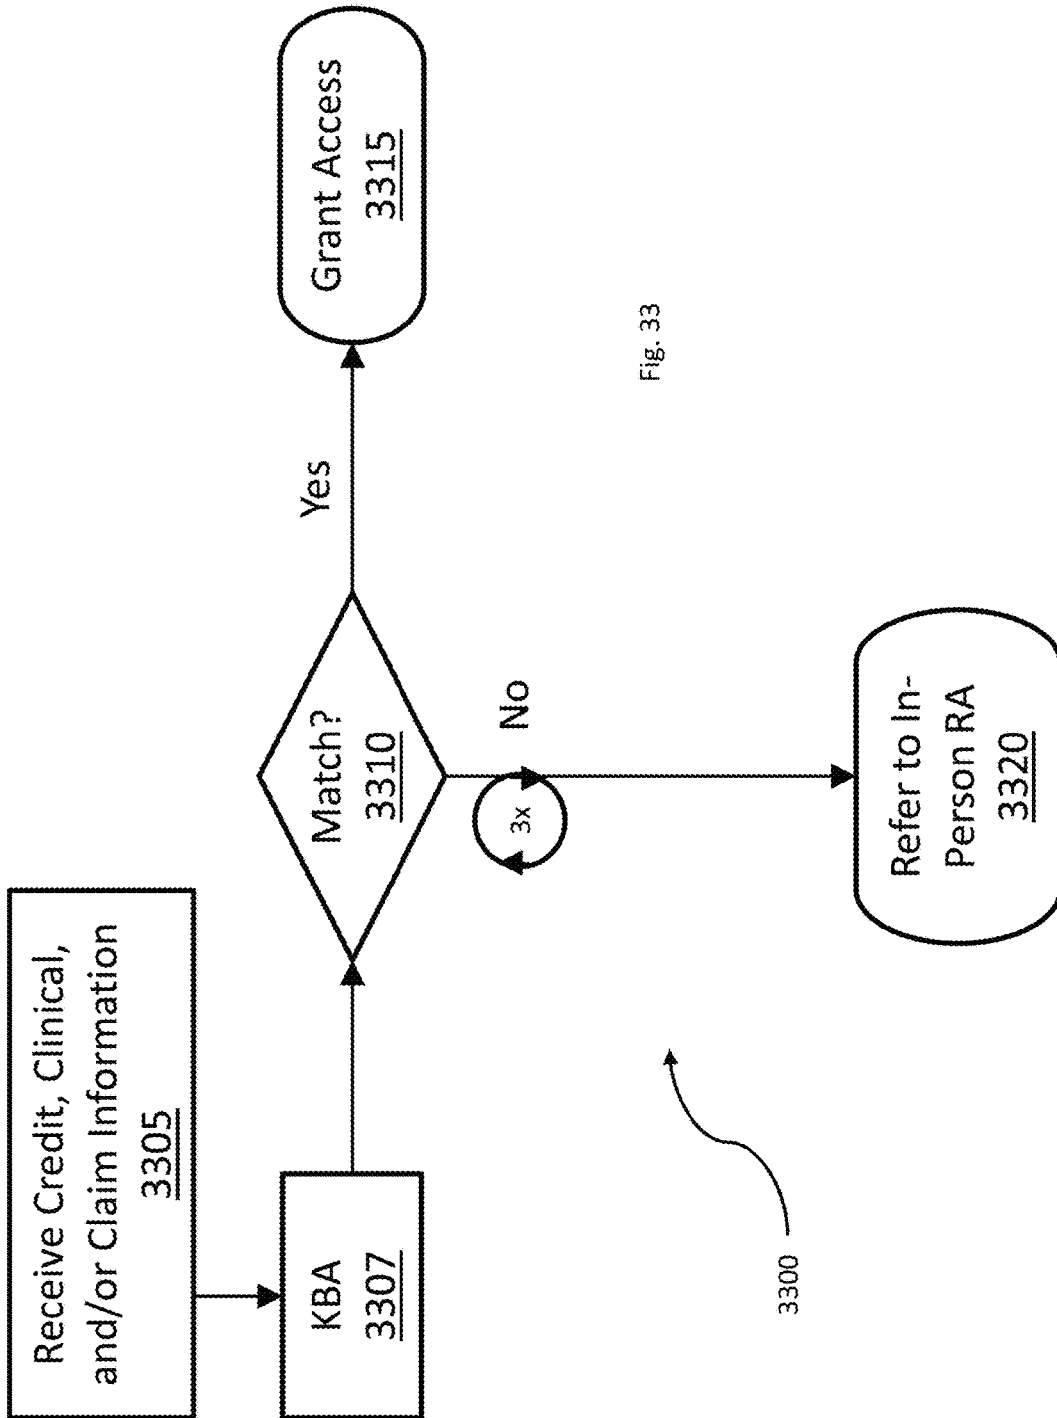 Receive Credit, Clinical,
and/or Claim Information
3305
KBA
3307
Match?
3310
Yes
Grant Access
3315
3x
No
Refer to In-
Person RA
3320
3300
Fig. 33